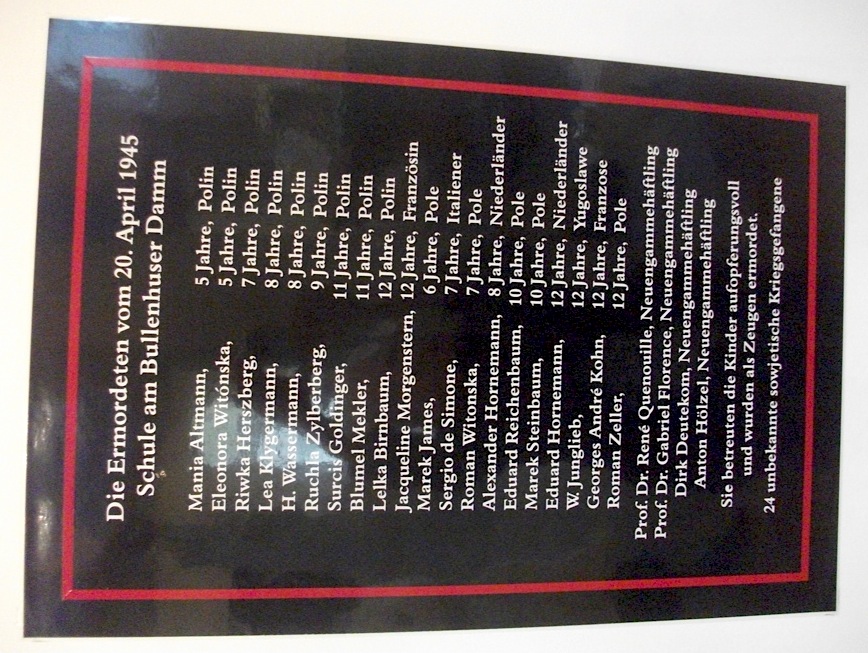 Die Ermordeten vom 20. April 1945
Schule am Bullenhuser Damm
Mania Altmann, 5 Jahre, Polin
Eleonora Witónska, 5 Jahre, Polin
Riwka Herszberg, 7 Jahre, Polin
Lea Klygermann, 8 Jahre, Polin
H. Wassermann, 8 Jahre, Polin
Ruchla Zylberberg, 9 Jahre, Polin
Surcis Goldinger, 11 Jahre, Polin
Blumel Mekler, 11 Jahre, Polin
Lelka Birnbaum, 12 Jahre, Polin
Jacqueline Morgenstern, 12 Jahre, Französin
Marek James, 6 Jahre, Pole
Sergio de Simone, 7 Jahre, Italiener
Roman Witonska, 7 Jahre, Pole
Alexander Hornemann, 8 Jahre, Niederländer
Eduard Reichenbaum, 10 Jahre, Pole
Marek Steinbaum, 10 Jahre, Pole
Eduard Hornemann, 12 Jahre, Niederländer
W. Junglieb, 12 Jahre, Yugoslawe
Georges André Kohn, 12 Jahre, Franzose
Roman Zeller, 12 Jahre, Pole
Prof. Dr. René Quenouille, Neuengammehäftling
Prof. Dr. Gabriel Florence, Neuengammehäftling
Dirk Deutekom, Neuengammehäftling
Anton Hölzel, Neuengammehäftling
Sie betreuten die Kinder aufopferungsvoll
und wurden als Zeugen ermordet.
24 unbekannte sowjetische Kriegsgefangene